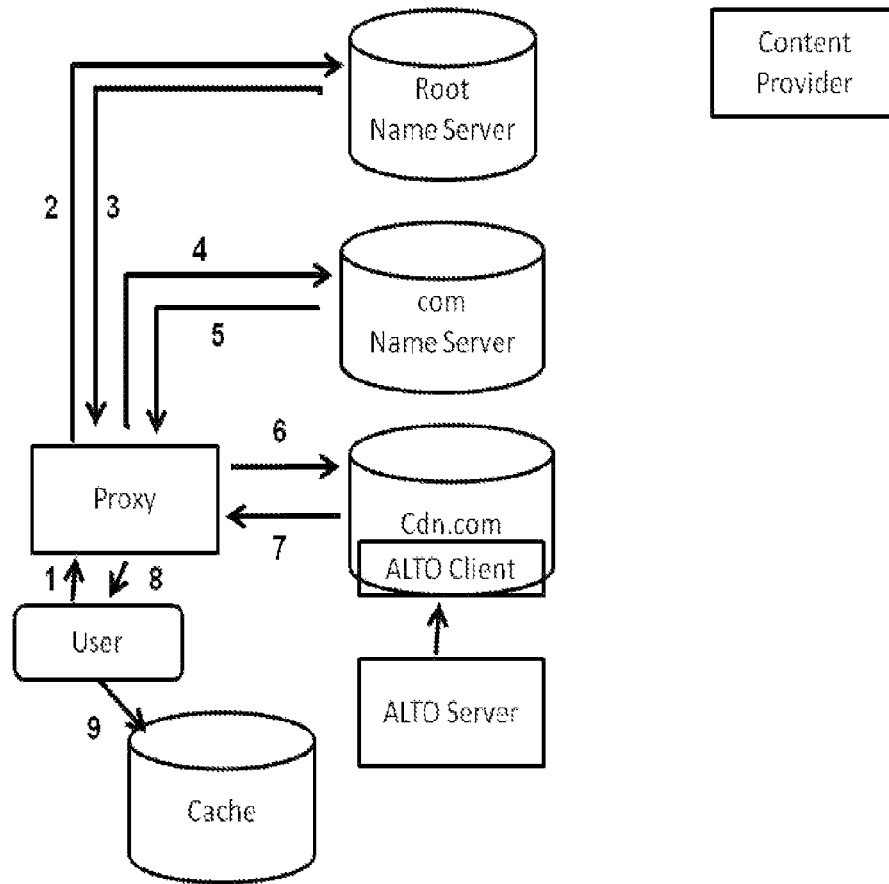 Root
Name Server
Content
Provider
2
3
4
com
Name Server
5
6
Proxy
Cdn.com
7
ALTO Client
1
8
User
ALTO Server
9
Cache